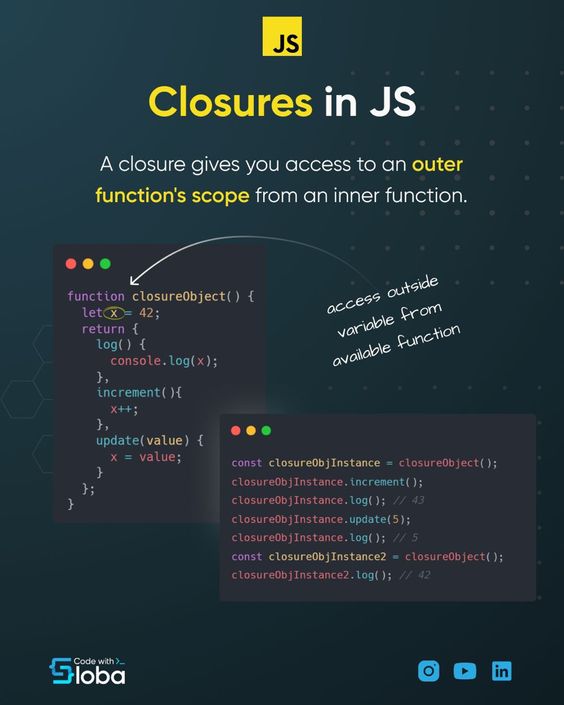 JS
Closures in JS
A closure gives you access to an outer
function's scope from an inner function.
function closureObject() {
  let x = 42;
  return {
    log() {
      console.log(x);
    },
    increment(){
      x++;
    },
    update(value) {
      x = value;
    }
  };
}
access outside
variable from
available function
const closureObjInstance = closureObject();
closureObjInstance.increment();
closureObjInstance.log(); // 43
closureObjInstance.update(5);
closureObjInstance.log(); // 5
const closureObjInstance2 = closureObject();
closureObjInstance2.log(); // 42
Code with >_
Sloba
in